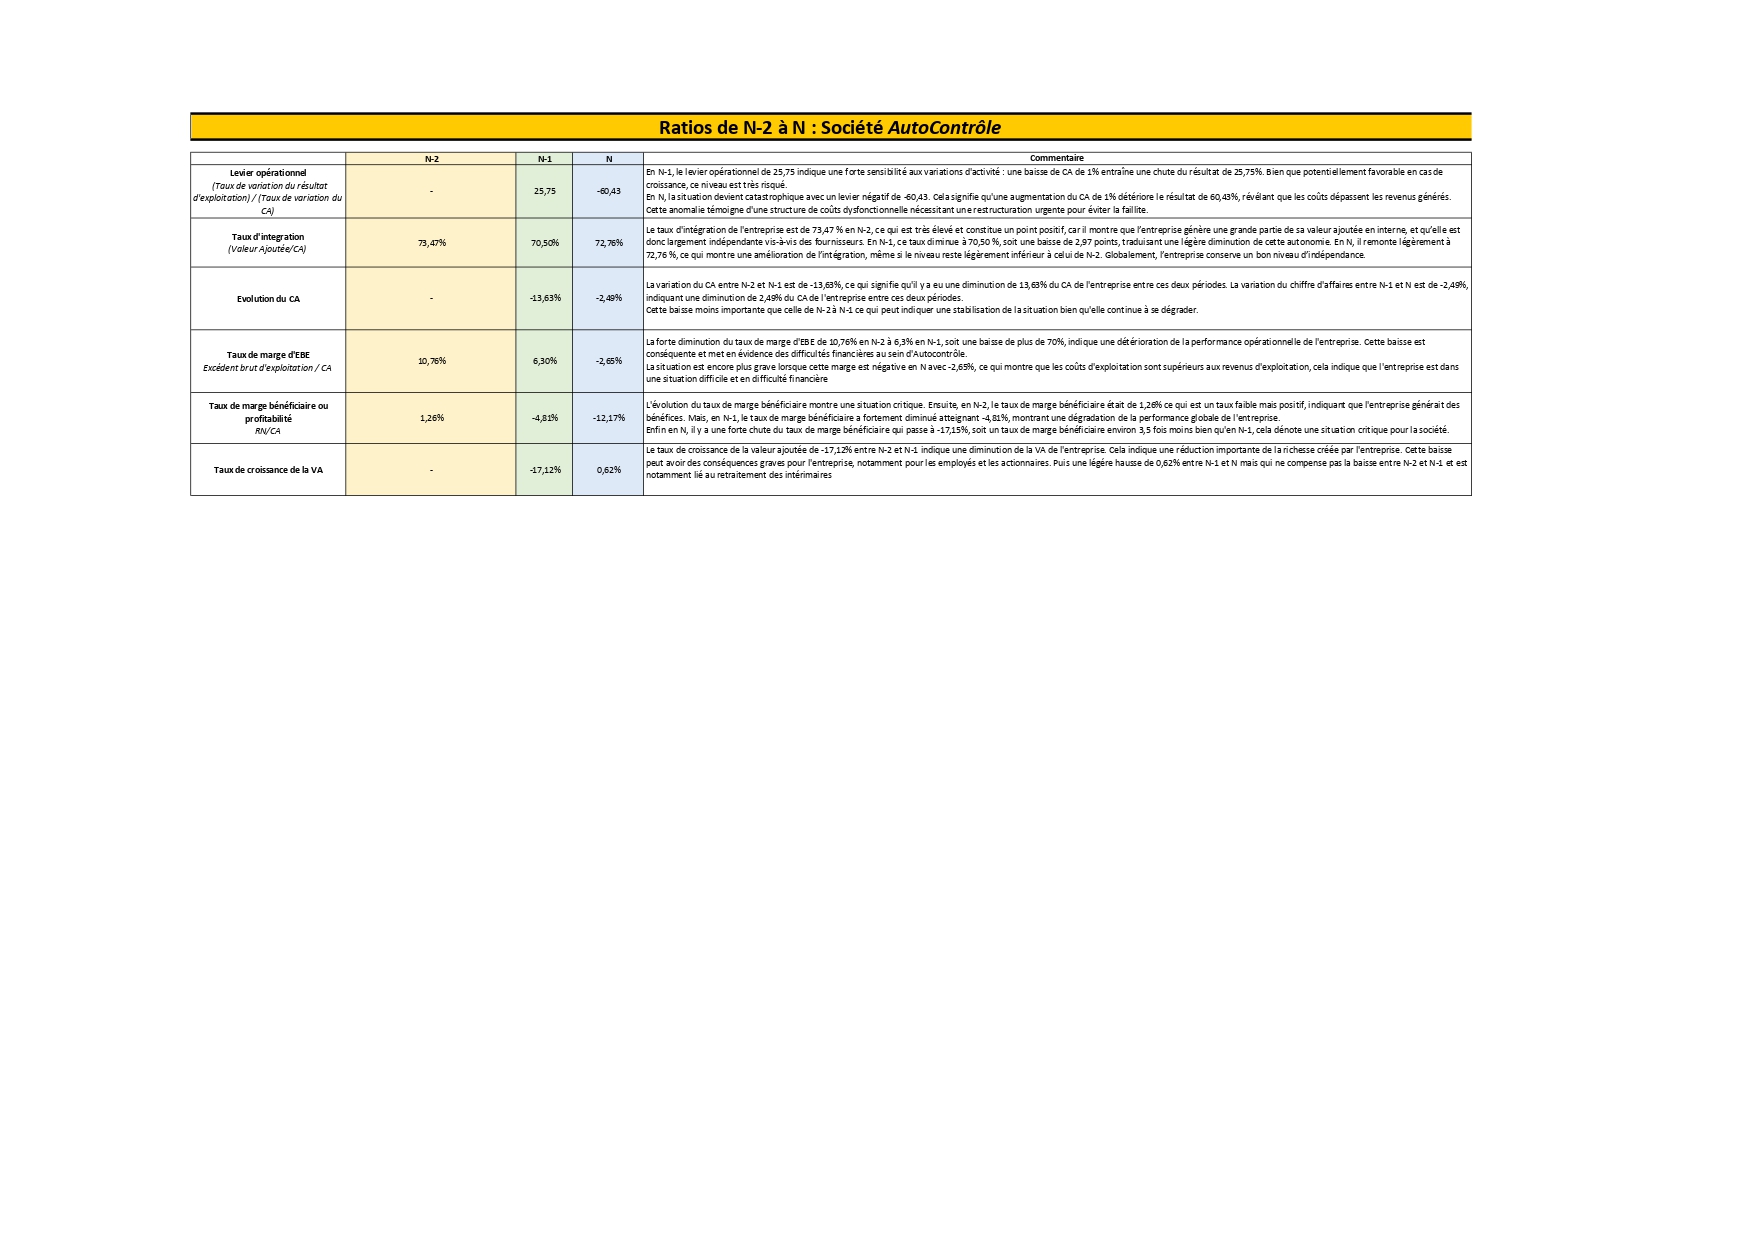 Ratios de N-2 à N : Société AutoContrôle
N-2 N-1 N Commentaire
Levier opérationnel
(Taux de variation du résultat
d'exploitation) / (Taux de variation du
CA)
- 25,75 -60,43
En N-1, le levier opérationnel de 25,75 indique une forte sensibilité aux variations d'activité : une baisse de CA de 1% entraîne une chute du résultat de 25,75%. Bien que potentiellement favorable en cas de
croissance, ce niveau est très risqué.
En N, la situation devient catastrophique avec un levier négatif de -60,43. Cela signifie qu'une augmentation du CA de 1% détériore le résultat de 60,43%, révélant que les coûts dépassent les revenus générés.
Cette anomalie témoigne d'une structure de coûts dysfonctionnelle nécessitant une restructuration urgente pour éviter la faillite.
Taux d'integration
(Valeur Ajoutée/CA)
73,47% 70,50% 72,76%
Le taux d'intégration de l'entreprise est de 73,47 % en N-2, ce qui est très élevé et constitue un point positif, car il montre que l’entreprise génère une grande partie de sa valeur ajoutée en interne, et qu’elle est
donc largement indépendante vis-à-vis des fournisseurs. En N-1, ce taux diminue à 70,50 %, soit une baisse de 2,97 points, traduisant une légère diminution de cette autonomie. En N, il remonte légèrement à
72,76 %, ce qui montre une amélioration de l’intégration, même si le niveau reste légèrement inférieur à celui de N-2. Globalement, l’entreprise conserve un bon niveau d’indépendance.
Evolution du CA
- -13,63% -2,49%
La variation du CA entre N-2 et N-1 est de -13,63%, ce qui signifie qu'il y a eu une diminution de 13,63% du CA de l'entreprise entre ces deux périodes. La variation du chiffre d'affaires entre N-1 et N est de -2,49%,
indiquant une diminution de 2,49% du CA de l'entreprise entre ces deux périodes.
Cette baisse moins importante que celle de N-2 à N-1 ce qui peut indiquer une stabilisation de la situation bien qu'elle continue à se dégrader.
Taux de marge d'EBE
Excédent brut d'exploitation / CA
10,76% 6,30% -2,65%
La forte diminution du taux de marge d'EBE de 10,76% en N-2 à 6,3% en N-1, soit une baisse de plus de 70%, indique une détérioration de la performance opérationnelle de l'entreprise. Cette baisse est
conséquente et met en évidence des difficultés financières au sein d'Autocontrôle.
La situation est encore plus grave lorsque cette marge est négative en N avec -2,65%, ce qui montre que les coûts d'exploitation sont supérieurs aux revenus d'exploitation, cela indique que l'entreprise est dans
une situation difficile et en difficulté financière
Taux de marge bénéficiaire ou
profitabilité
RN/CA
1,26% -4,81% -12,17%
L'évolution du taux de marge bénéficiaire montre une situation critique. Ensuite, en N-2, le taux de marge bénéficiaire était de 1,26% ce qui est un taux faible mais positif, indiquant que l'entreprise générait des
bénéfices. Mais, en N-1, le taux de marge bénéficiaire a fortement diminué atteignant -4,81%, montrant une dégradation de la performance globale de l'entreprise.
Enfin en N, il y a une forte chute du taux de marge bénéficiaire qui passe à -17,15%, soit un taux de marge bénéficiaire environ 3,5 fois moins bien qu'en N-1, cela dénote une situation critique pour la société.
Taux de croissance de la VA
- -17,12% 0,62%
Le taux de croissance de la valeur ajoutée de -17,12% entre N-2 et N-1 indique une diminution de la VA de l'entreprise. Cela indique une réduction importante de la richesse créée par l'entreprise. Cette baisse
peut avoir des conséquences graves pour l'entreprise, notamment pour les employés et les actionnaires. Puis une légére hausse de 0,62% entre N-1 et N mais qui ne compense pas la baisse entre N-2 et N-1 et est
notamment lié au retraitement des intérimaires